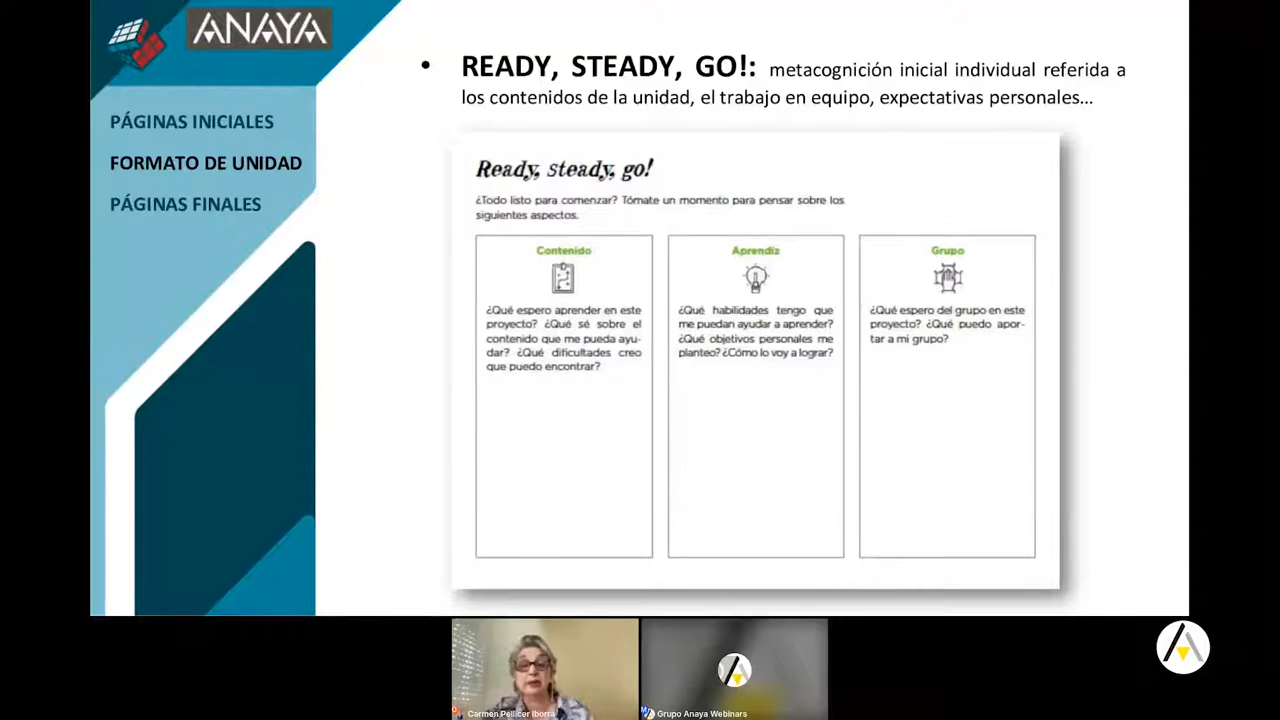 ANAYA
PÁGINAS INICIALES
FORMATO DE UNIDAD
PÁGINAS FINALES
• READY, STEADY, GO!: metacognición inicial individual referida a
los contenidos de la unidad, el trabajo en equipo, expectativas personales…
Ready, steady, go!
¿Todo listo para comenzar? Tómate un momento para pensar sobre los
siguientes aspectos.
Contenido
¿Qué espero aprender en este
proyecto? ¿Qué sé sobre el
contenido que me pueda ayu-
dar? ¿Qué dificultades creo
que puedo encontrar?
Aprendiz
¿Qué habilidades tengo que
me puedan ayudar a aprender?
¿Qué objetivos personales me
planteo? ¿Cómo lo voy a lograr?
Grupo
¿Qué espero del grupo en este
proyecto? ¿Qué puedo apor-
tar a mi grupo?
Carmen Pellicer Iborra
Grupo Anaya Webinars